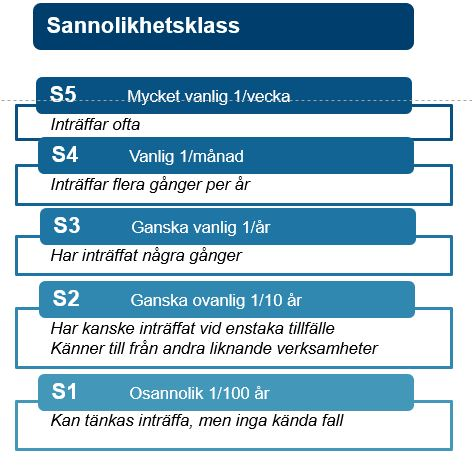 Sannolikhetsklass
S5 Mycket vanlig 1/vecka
Inträffar ofta
S4 Vanlig 1/månad
Inträffar flera gånger per år
S3 Ganska vanlig 1/år
Har inträffat några gånger
S2 Ganska ovanlig 1/10 år
Har kanske inträffat vid enstaka tillfälle
Känner till från andra liknande verksamheter
S1 Osannolik 1/100 år
Kan tänkas inträffa, men inga kända fall